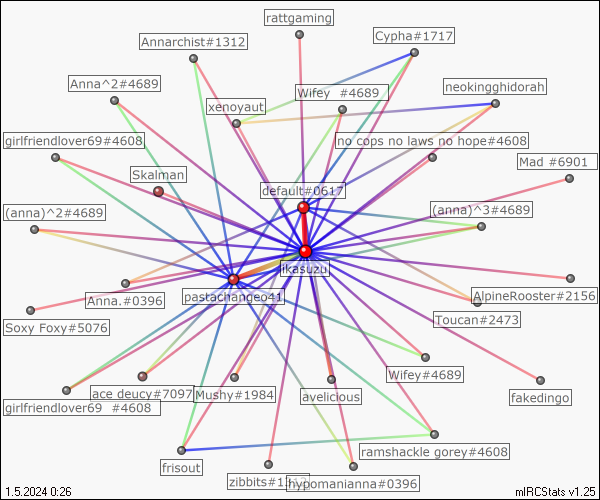 rattgaming
Annarchist#1312
Cypha#1717
Anna^2#4689
Wifey  #4689
neokingghidorah
xenoyaut
girlfriendlover69#4608
no cops no laws no hope#4608
Mad #6901
Skalman
default#0617
(anna)^2#4689
(anna)^3#4689
ikasuzu
pastachangeo41
Anna.#0396
AlpineRooster#2156
Soxy Foxy#5076
Toucan#2473
Wifey#4689
ace deucy#7097
Mushy#1984
avelicious
fakedingo
girlfriendlover69  #4608
ramshackle gorey#4608
frisout
zibbits#1312
hypomanianna#0396
1.5.2024 0:26
mIRCStats v1.25